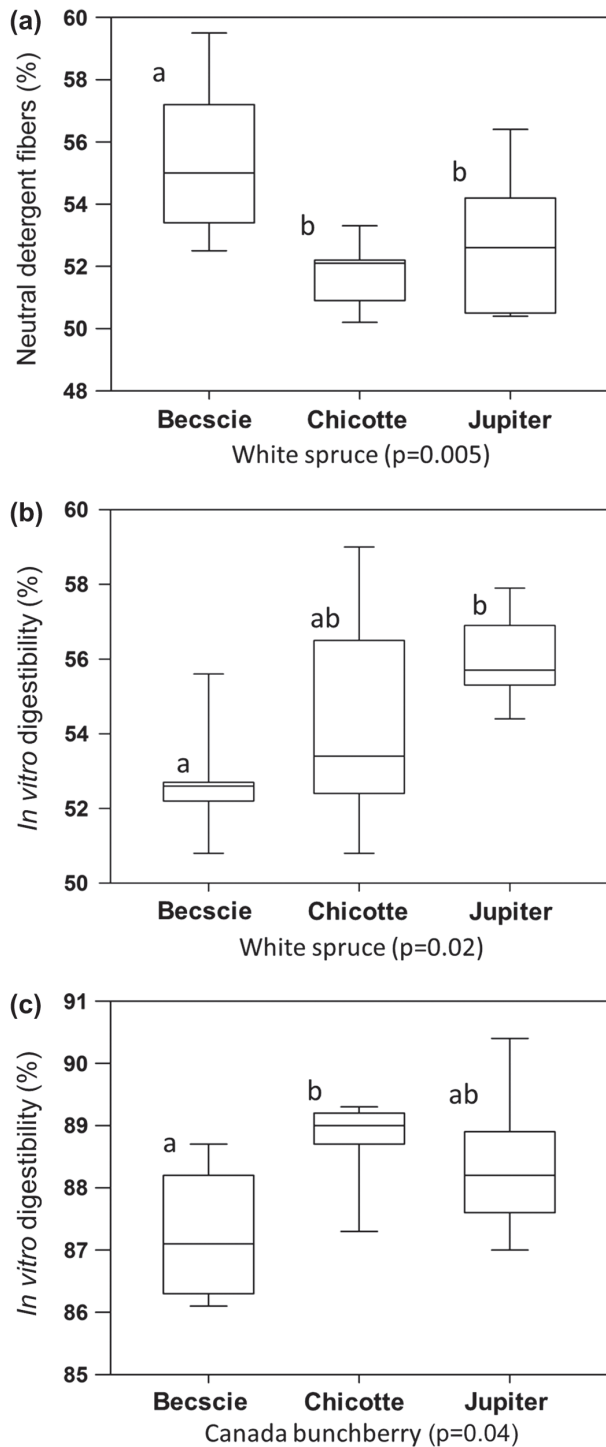 (a)
Neutral detergent fibers (%)
60
58
56
54
52
50
48
a
b
b
Becscie Chicotte Jupiter
White spruce (p=0.005)
(b)
In vitro digestibility (%)
60
58
56
54
52
50
a
ab
b
Becscie Chicotte Jupiter
White spruce (p=0.02)
(c)
In vitro digestibility (%)
91
90
89
88
87
86
85
a
b
ab
Becscie Chicotte Jupiter
Canada bunchberry (p=0.04)